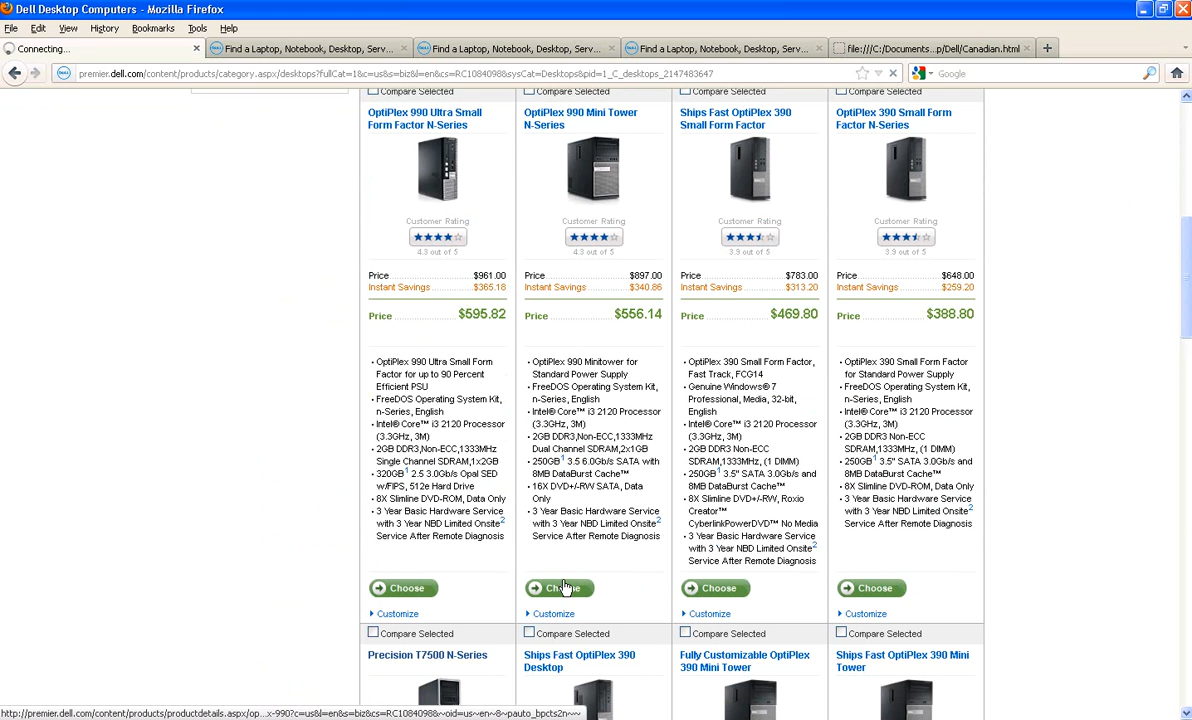 Dell Desktop Computers - Mozilla Firefox
File Edit View History Bookmarks Tools Help
Connecting...
Find a Laptop, Notebook, Desktop, Serv...
Find a Laptop, Notebook, Desktop, Serv...
Find a Laptop, Notebook, Desktop, Serv...
file:///C:/Documents...p/Dell/Canadian.html
premier.dell.com/content/products/category.aspx/desktops?fullCat=1&c=us&s=biz&l=en&cs=RC1084098&sysCat=Desktops&pid=1_C_desktops_2147483647
Google
Compare Selected
Compare Selected
Compare Selected
Compare Selected
OptiPlex 990 Ultra Small
Form Factor N-Series
OptiPlex 990 Mini Tower
N-Series
Ships Fast OptiPlex 390
Small Form Factor
OptiPlex 390 Small Form
Factor N-Series
Customer Rating
4.3 out of 5
Customer Rating
4.3 out of 5
Customer Rating
3.9 out of 5
Customer Rating
3.9 out of 5
Price $961.00
Instant Savings $365.18
Price $595.82
Price $897.00
Instant Savings $340.86
Price $556.14
Price $783.00
Instant Savings $313.20
Price $469.80
Price $648.00
Instant Savings $259.20
Price $388.80
• OptiPlex 990 Ultra Small Form
Factor for up to 90 Percent
Efficient PSU
• FreeDOS Operating System Kit,
n-Series, English
• Intel® Core™ i3 2120 Processor
(3.3GHz, 3M)
• 2GB DDR3,Non-ECC,1333MHz
Single Channel SDRAM,1x2GB
• 320GB1 2.5 3.0Gb/s Opal SED
w/FIPS, 512e Hard Drive
• 8X Slimline DVD-ROM, Data Only
• 3 Year Basic Hardware Service
with 3 Year NBD Limited Onsite2
Service After Remote Diagnosis
• OptiPlex 990 Minitower for
Standard Power Supply
• FreeDOS Operating System Kit,
n-Series, English
• Intel® Core™ i3 2120 Processor
(3.3GHz, 3M)
• 2GB DDR3,Non-ECC,1333MHz
Dual Channel SDRAM,2x1GB
• 250GB1 3.5 6.0Gb/s SATA with
8MB DataBurst Cache™
• 16X DVD+/-RW SATA, Data
Only
• 3 Year Basic Hardware Service
with 3 Year NBD Limited Onsite2
Service After Remote Diagnosis
• OptiPlex 390 Small Form Factor,
Fast Track, FCG14
• Genuine Windows® 7
Professional, Media, 32-bit,
English
• Intel® Core™ i3 2120 Processor
(3.3GHz, 3M)
• 2GB DDR3 Non-ECC
SDRAM,1333MHz, (1 DIMM)
• 250GB1 3.5" SATA 3.0Gb/s and
8MB DataBurst Cache™
• 8X Slimline DVD+/-RW, Roxio
Creator™
CyberlinkPowerDVD™ No Media
• 3 Year Basic Hardware Service
with 3 Year NBD Limited Onsite2
Service After Remote Diagnosis
• OptiPlex 390 Small Form Factor
for Standard Power Supply
• FreeDOS Operating System Kit,
n-Series, English
• Intel® Core™ i3 2120 Processor
(3.3GHz, 3M)
• 2GB DDR3 Non-ECC
SDRAM,1333MHz, (1 DIMM)
• 250GB1 3.5" SATA 3.0Gb/s and
8MB DataBurst Cache™
• 8X Slimline DVD-ROM, Data Only
• 3 Year Basic Hardware Service
with 3 Year NBD Limited Onsite2
Service After Remote Diagnosis
Choose
Choose
Choose
Choose
Customize
Customize
Customize
Customize
Compare Selected
Compare Selected
Compare Selected
Compare Selected
Precision T7500 N-Series
Ships Fast OptiPlex 390
Desktop
Fully Customizable OptiPlex
390 Mini Tower
Ships Fast OptiPlex 390 Mini
Tower
http://premier.dell.com/content/products/productdetails.aspx/op...x-990?c=us&l=en&s=biz&cs=RC1084098&~oid=us~en~8~pauto_bpcts2n~~